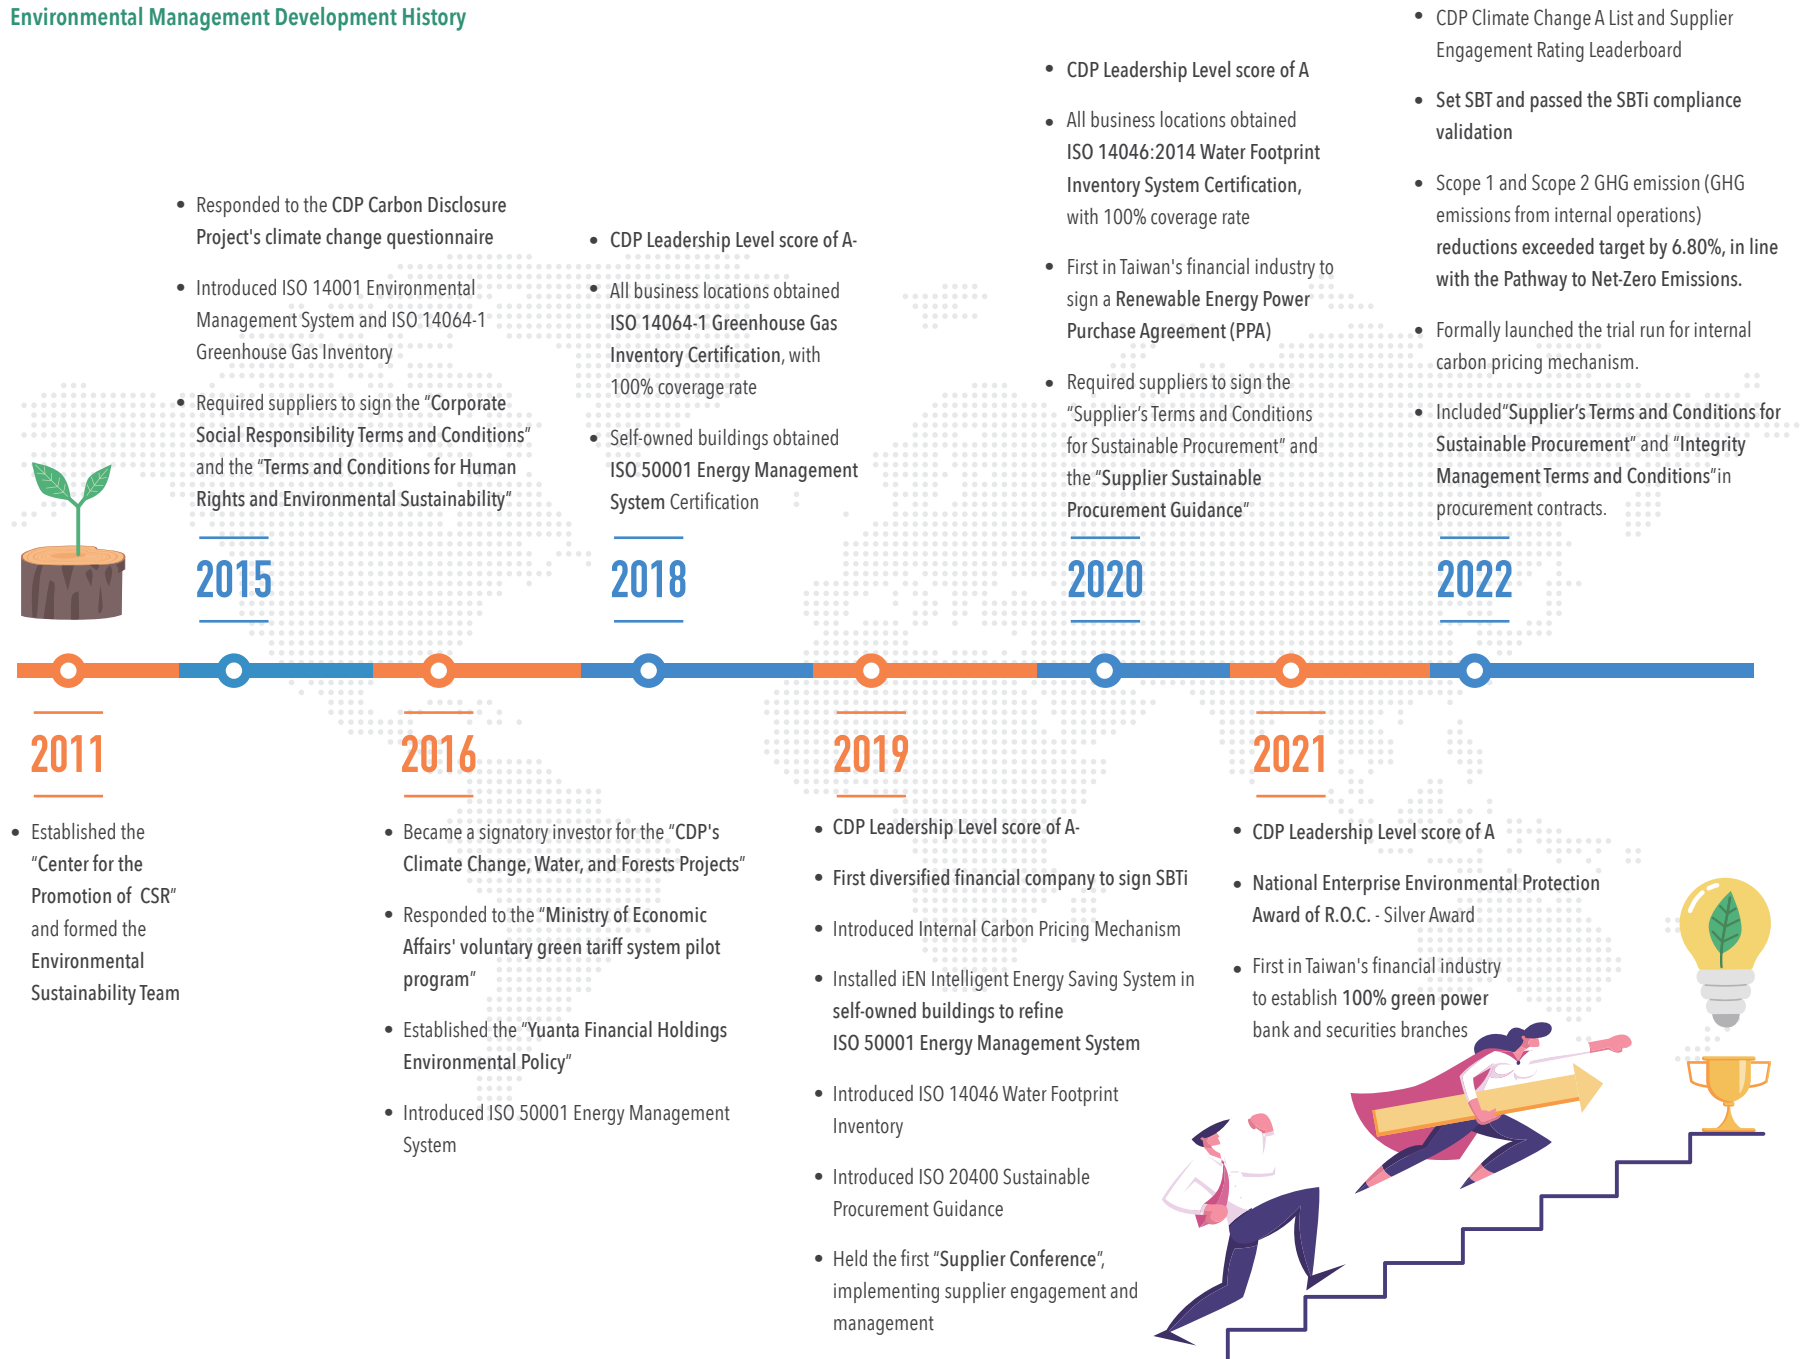 Environmental Management Development History
• Responded to the CDP Carbon Disclosure
Project's climate change questionnaire
• Introduced ISO 14001 Environmental
Management System and ISO 14064-1
Greenhouse Gas Inventory
• Required suppliers to sign the “Corporate
Social Responsibility Terms and Conditions”
and the “Terms and Conditions for Human
Rights and Environmental Sustainability”
2015
• CDP Leadership Level score of A-
• All business locations obtained
ISO 14064-1 Greenhouse Gas
Inventory Certification, with
100% coverage rate
• Self-owned buildings obtained
ISO 50001 Energy Management
System Certification
2018
• CDP Leadership Level score of A
• All business locations obtained
ISO 14046:2014 Water Footprint
Inventory System Certification,
with 100% coverage rate
• First in Taiwan's financial industry to
sign a Renewable Energy Power
Purchase Agreement (PPA)
• Required suppliers to sign the
“Supplier’s Terms and Conditions
for Sustainable Procurement” and
the “Supplier Sustainable
Procurement Guidance”
2020
• CDP Climate Change A List and Supplier
Engagement Rating Leaderboard
• Set SBT and passed the SBTi compliance
validation
• Scope 1 and Scope 2 GHG emission (GHG
emissions from internal operations)
reductions exceeded target by 6.80%, in line
with the Pathway to Net-Zero Emissions.
• Formally launched the trial run for internal
carbon pricing mechanism.
• Included“Supplier’s Terms and Conditions for
Sustainable Procurement” and “Integrity
Management Terms and Conditions”in
procurement contracts.
2022
2011
• Established the
“Center for the
Promotion of CSR”
and formed the
Environmental
Sustainability Team
2016
• Became a signatory investor for the “CDP's
Climate Change, Water, and Forests Projects”
• Responded to the “Ministry of Economic
Affairs' voluntary green tariff system pilot
program”
• Established the “Yuanta Financial Holdings
Environmental Policy”
• Introduced ISO 50001 Energy Management
System
2019
• CDP Leadership Level score of A-
• First diversified financial company to sign SBTi
• Introduced Internal Carbon Pricing Mechanism
• Installed iEN Intelligent Energy Saving System in
self-owned buildings to refine
ISO 50001 Energy Management System
• Introduced ISO 14046 Water Footprint
Inventory
• Introduced ISO 20400 Sustainable
Procurement Guidance
• Held the first “Supplier Conference”,
implementing supplier engagement and
management
2021
• CDP Leadership Level score of A
• National Enterprise Environmental Protection
Award of R.O.C. - Silver Award
• First in Taiwan's financial industry
to establish 100% green power
bank and securities branches